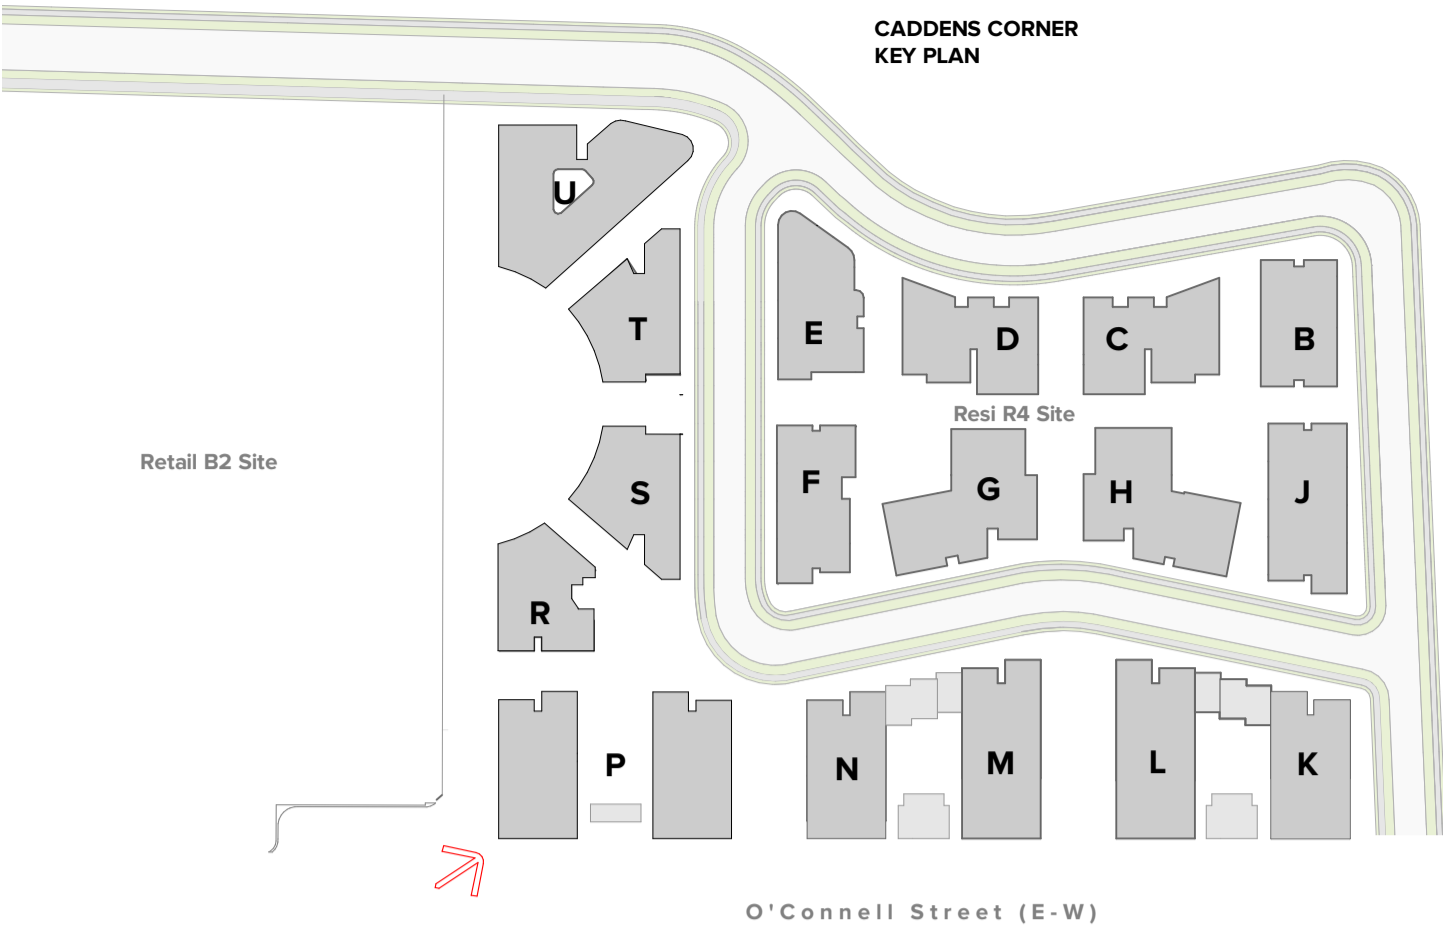 CADDENS CORNER
KEY PLAN
U
T
E
D
C
B
Resi R4 Site
Retail B2 Site
S
F
G
H
J
R
P
N
M
L
K
O'Connell Street (E-W)